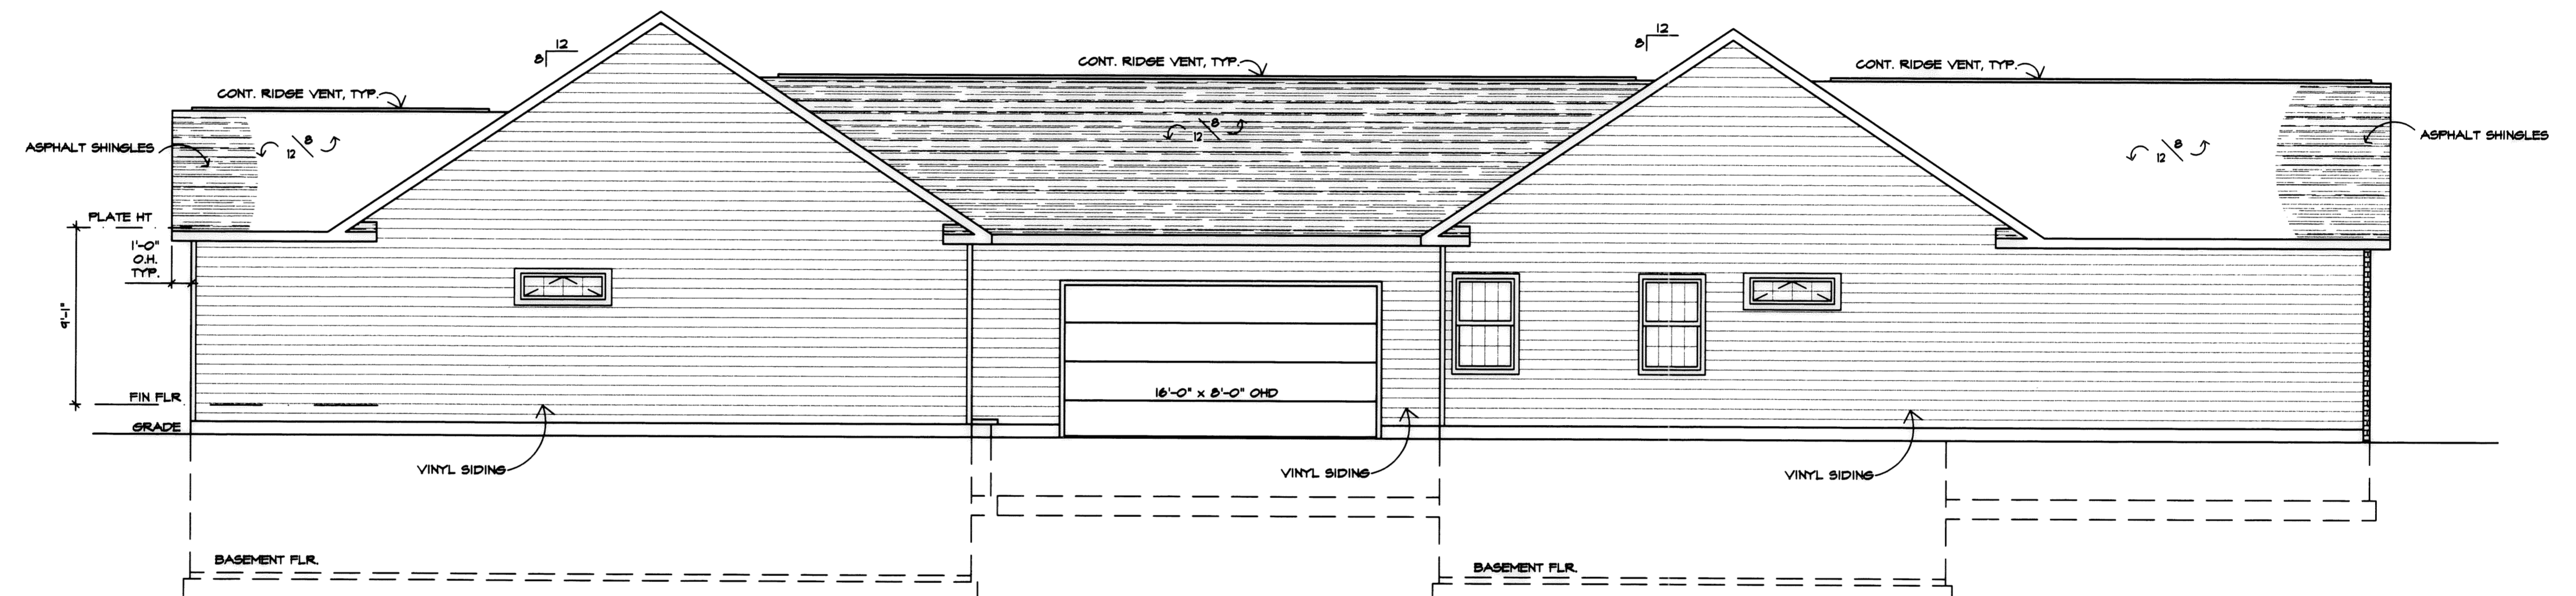 12
8
12
8
CONT. RIDGE VENT, TYP.
CONT. RIDGE VENT, TYP.
CONT. RIDGE VENT, TYP.
8
12
8
12
8
12
ASPHALT SHINGLES
ASPHALT SHINGLES
PLATE HT
1'-0"
O.H.
TYP.
9'-1"
FIN FLR
16'-0" x 8'-0" OHD
GRADE
VINYL SIDING
VINYL SIDING
VINYL SIDING
BASEMENT FLR.
BASEMENT FLR.